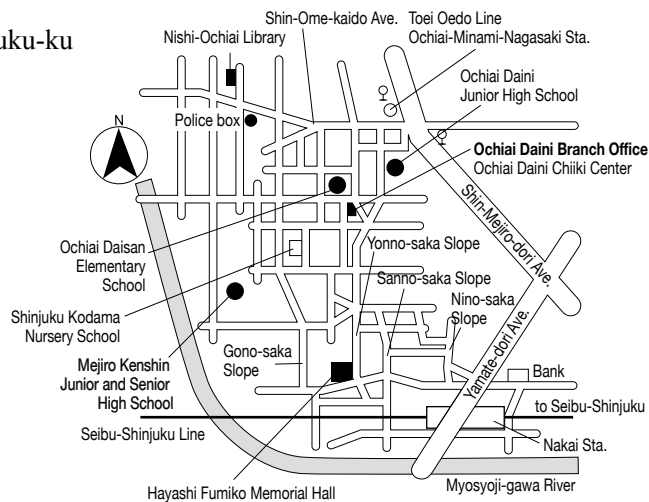 uku-ku
Shin-Ome-kaido Ave.
Toei Oedo Line
Ochiai-Minami-Nagasaki Sta.
Nishi-Ochiai Library
Ochiai Daini
Junior High School
Police box
N
Ochiai Daini Branch Office
Ochiai Daini Chiiki Center
Shin-Mejiro-dori Ave.
Ochiai Daisan
Elementary
School
Yonno-saka Slope
Sanno-saka Slope
Nino-saka
Slope
Shinjuku Kodama
Nursery School
Gono-saka
Slope
Mejiro Kenshin
Junior and Senior
High School
Yamate-dori Ave.
Bank
to Seibu-Shinjuku
Seibu-Shinjuku Line
Nakai Sta.
Hayashi Fumiko Memorial Hall
Myosyoji-gawa River